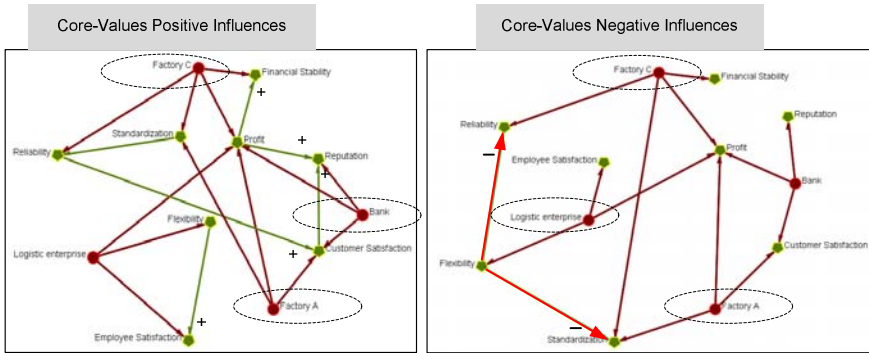 Core-Values Positive Influences
Core-Values Negative Influences
Factory C
Financial Stability
+
Standardization
Profit
+
Reliability
Reputation
+
Flexibility
Bank
Logistic enterprise
+
Customer Satisfaction
Factory A
+
Employee Satisfaction
Factory C
Financial Stability
Reputation
Reliability
–
Profit
Employee Satisfaction
Bank
Logistic enterprise
Customer Satisfaction
Flexibility
Factory A
–
Standardization